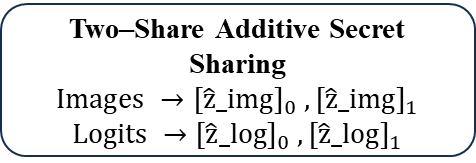 Two–Share Additive Secret
Sharing
Images → [ẑ_img]₀ , [ẑ_img]₁
Logits → [ẑ_log]₀ , [ẑ_log]₁